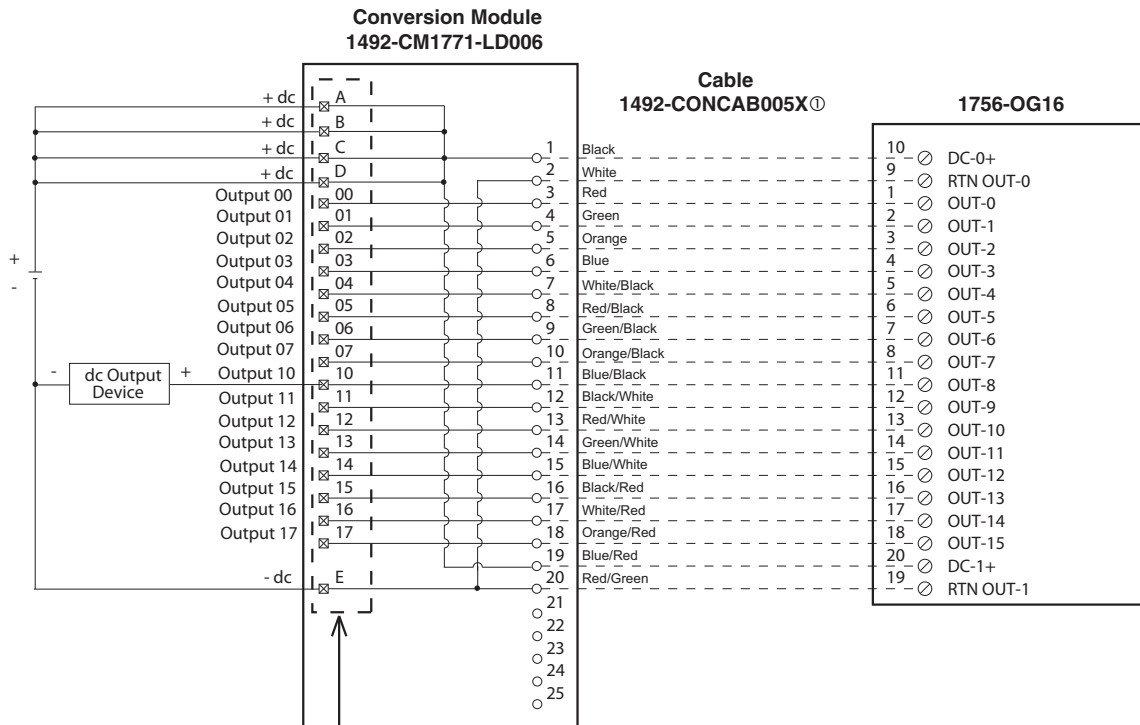 Conversion Module
1492-CM1771-LD006
Cable
1492-CONCAB005X①
1756-OG16
+ dc A
+ dc B
+ dc C 1 Black 10 DC-0+
+ dc D 2 White 9 RTN OUT-0
Output 00 00 3 Red 1 OUT-0
Output 01 01 4 Green 2 OUT-1
Output 02 02 5 Orange 3 OUT-2
+ Output 03 03 6 Blue 4 OUT-3
- Output 04 04 7 White/Black 5 OUT-4
Output 05 05 8 Red/Black 6 OUT-5
Output 06 06 9 Green/Black 7 OUT-6
Output 07 07 10 Orange/Black 8 OUT-7
- dc Output Device + Output 10 10 11 Blue/Black 11 OUT-8
Output 11 11 12 Black/White 12 OUT-9
Output 12 12 13 Red/White 13 OUT-10
Output 13 13 14 Green/White 14 OUT-11
Output 14 14 15 Blue/White 15 OUT-12
Output 15 15 16 Black/Red 16 OUT-13
Output 16 16 17 White/Red 17 OUT-14
Output 17 17 18 Orange/Red 18 OUT-15
19 Blue/Red 20 DC-1+
- dc E 20 Red/Green 19 RTN OUT-1
21
22
23
24
25